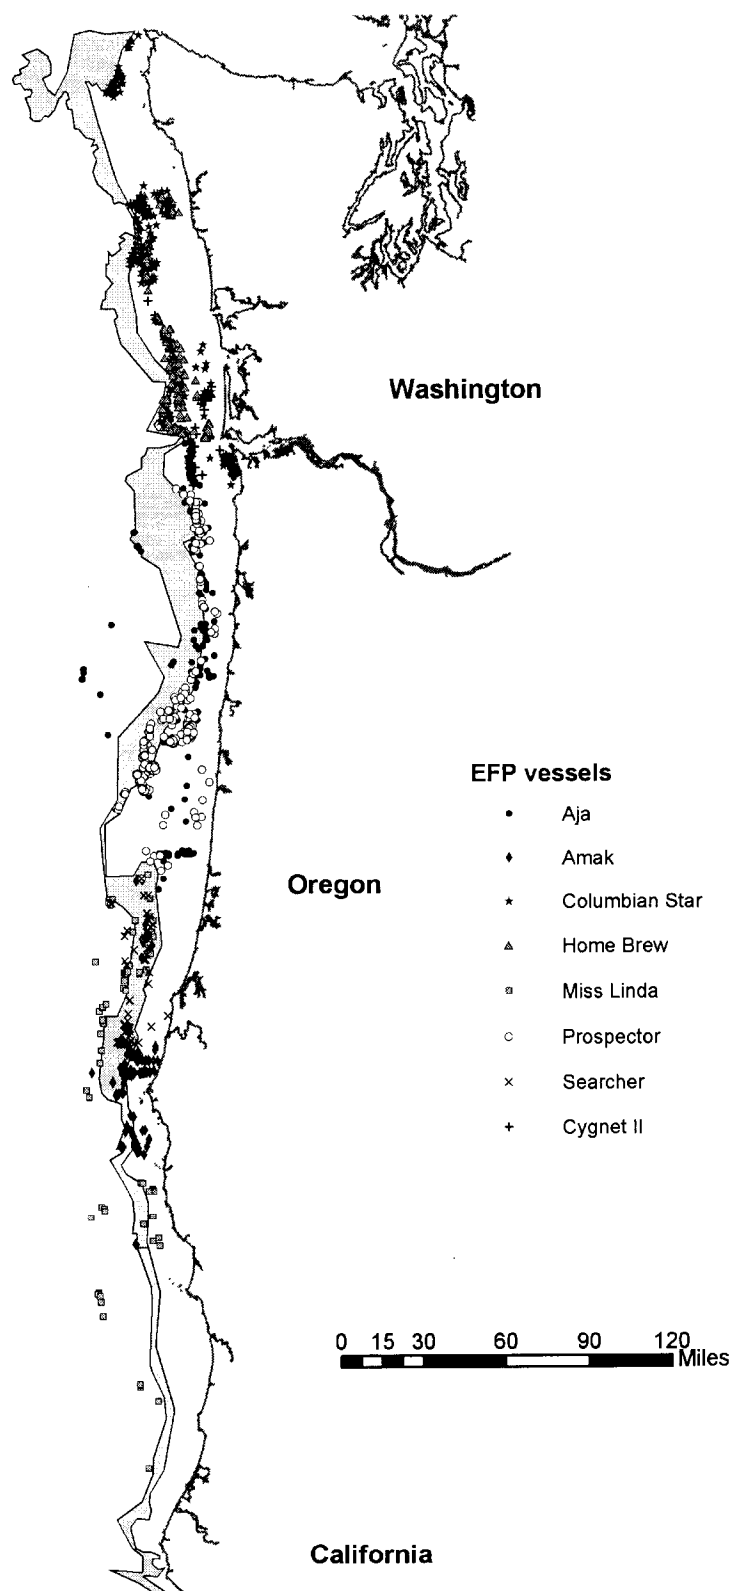 Washington
EFP vessels
Aja
Amak
Columbian Star
Home Brew
Miss Linda
Prospector
Searcher
Cygnet II
Oregon
0 15 30 60 90 120
Miles
California